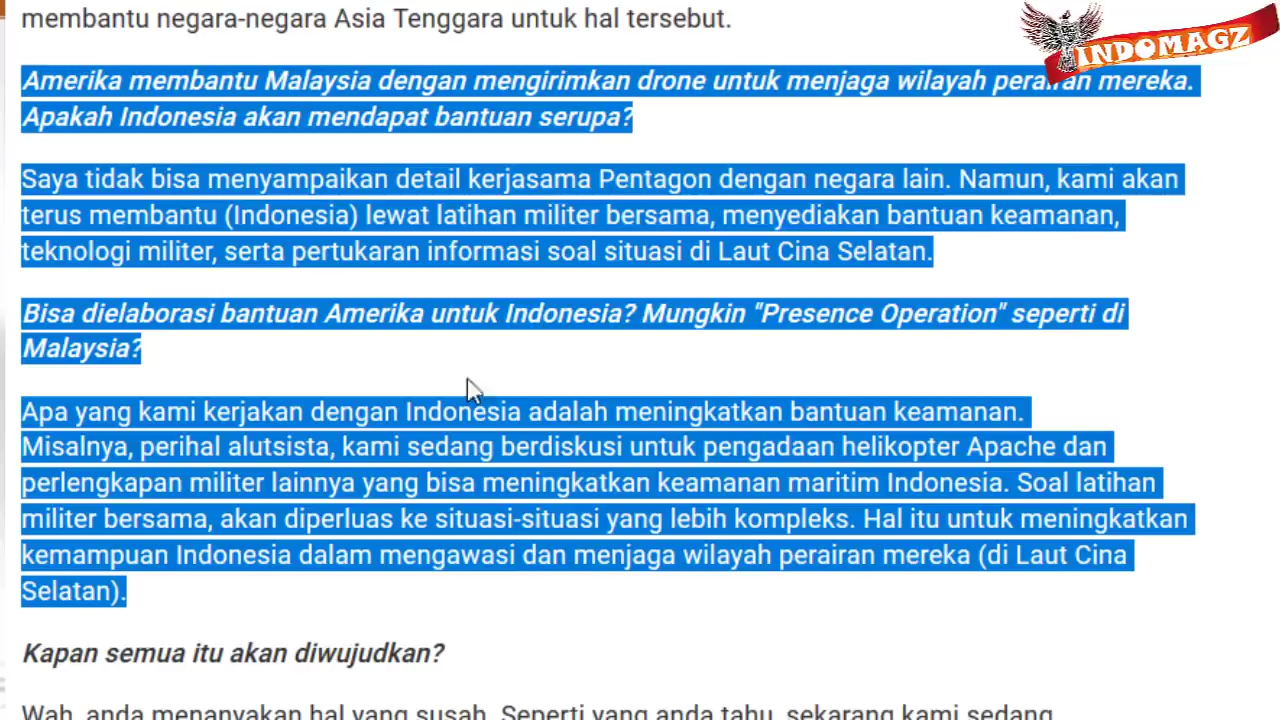 membantu negara-negara Asia Tenggara untuk hal tersebut.
INDOMAGZ
Amerika membantu Malaysia dengan mengirimkan drone untuk menjaga wilayah perairan mereka.
Apakah Indonesia akan mendapat bantuan serupa?
Saya tidak bisa menyampaikan detail kerjasama Pentagon dengan negara lain. Namun, kami akan
terus membantu (Indonesia) lewat latihan militer bersama, menyediakan bantuan keamanan,
teknologi militer, serta pertukaran informasi soal situasi di Laut Cina Selatan.
Bisa dielaborasi bantuan Amerika untuk Indonesia? Mungkin "Presence Operation" seperti di
Malaysia?
Apa yang kami kerjakan dengan Indonesia adalah meningkatkan bantuan keamanan.
Misalnya, perihal alutsista, kami sedang berdiskusi untuk pengadaan helikopter Apache dan
perlengkapan militer lainnya yang bisa meningkatkan keamanan maritim Indonesia. Soal latihan
militer bersama, akan diperluas ke situasi-situasi yang lebih kompleks. Hal itu untuk meningkatkan
kemampuan Indonesia dalam mengawasi dan menjaga wilayah perairan mereka (di Laut Cina
Selatan).
Kapan semua itu akan diwujudkan?
Wah, anda menanyakan hal yang susah. Seperti yang anda tahu, sekarang kami sedang